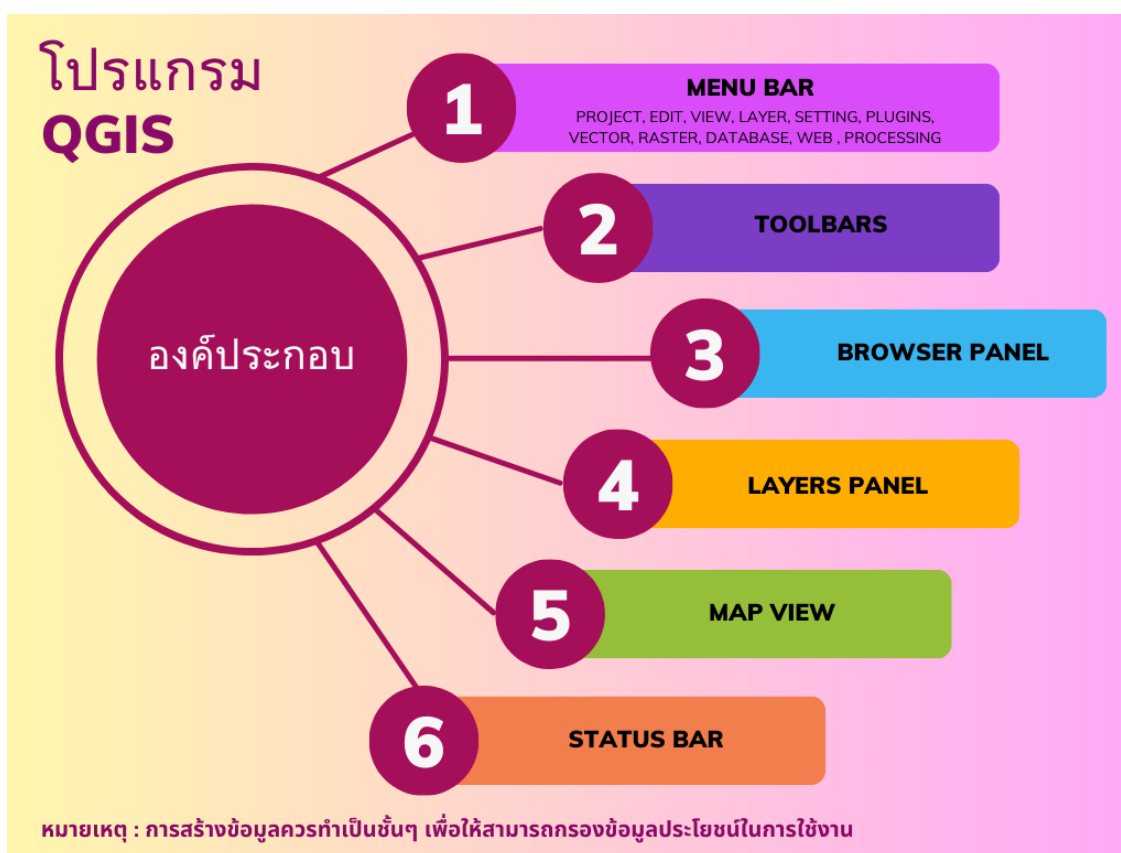 โปรแกรม
QGIS
องค์ประกอบ
1
MENU BAR
PROJECT, EDIT, VIEW, LAYER, SETTING, PLUGINS,
VECTOR, RASTER, DATABASE, WEB , PROCESSING
2
TOOLBARS
3
BROWSER PANEL
4
LAYERS PANEL
5
MAP VIEW
6
STATUS BAR
หมายเหตุ : การสร้างข้อมูลควรทำเป็นชั้นๆ เพื่อให้สามารถกรองข้อมูลประโยชน์ในการใช้งาน